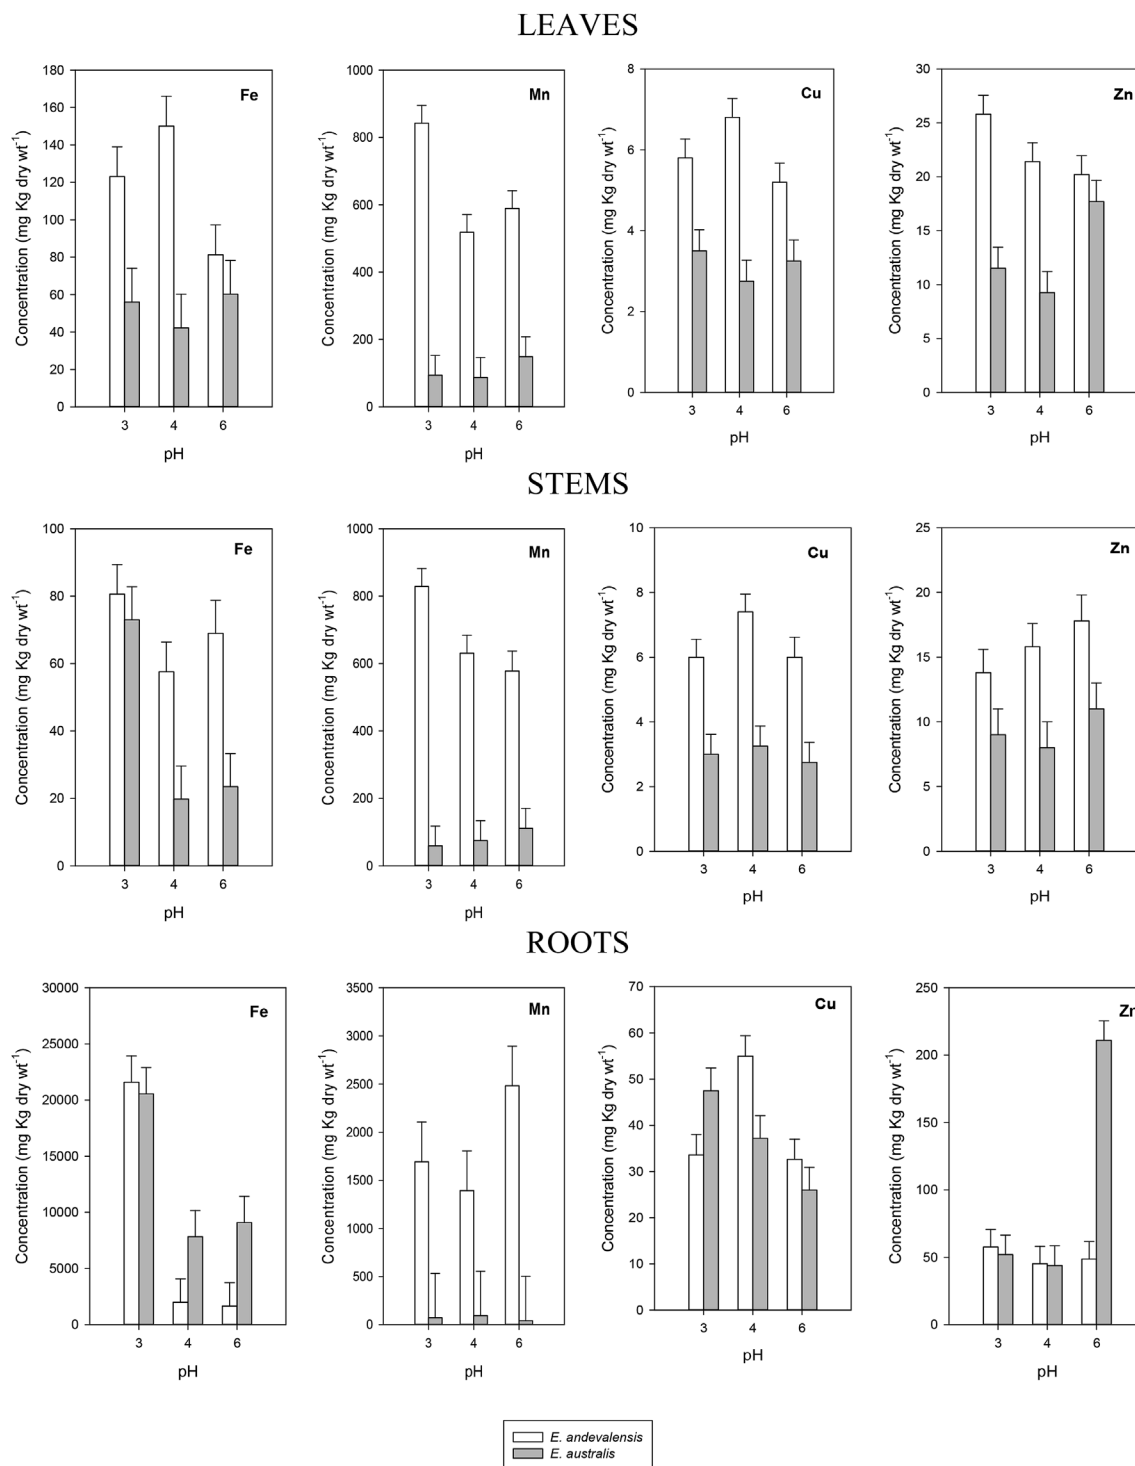 LEAVES
Fe
Concentration (mg Kg dry wt-1)
180
160
140
120
100
80
60
40
20
0
3 4 6
pH
Mn
Concentration (mg Kg dry wt-1)
1000
800
600
400
200
0
3 4 6
pH
Cu
Concentration (mg Kg dry wt-1)
8
6
4
2
0
3 4 6
pH
Zn
Concentration (mg Kg dry wt-1)
30
25
20
15
10
5
0
3 4 6
pH
STEMS
Fe
Concentration (mg Kg dry wt-1)
100
80
60
40
20
0
3 4 6
pH
Mn
Concentration (mg Kg dry wt-1)
1000
800
600
400
200
0
3 4 6
pH
Cu
Concentration (mg Kg dry wt-1)
10
8
6
4
2
0
3 4 6
pH
Zn
Concentration (mg Kg dry wt-1)
25
20
15
10
5
0
3 4 6
pH
ROOTS
Fe
Concentration (mg Kg dry wt-1)
30000
25000
20000
15000
10000
5000
0
3 4 6
pH
Mn
Concentration (mg Kg dry wt-1)
3500
3000
2500
2000
1500
1000
500
0
3 4 6
pH
Cu
Concentration (mg Kg dry wt-1)
70
60
50
40
30
20
10
0
3 4 6
pH
Zn
Concentration (mg Kg dry wt-1)
250
200
150
100
50
0
3 4 6
pH
E. andevalensis
E. australis